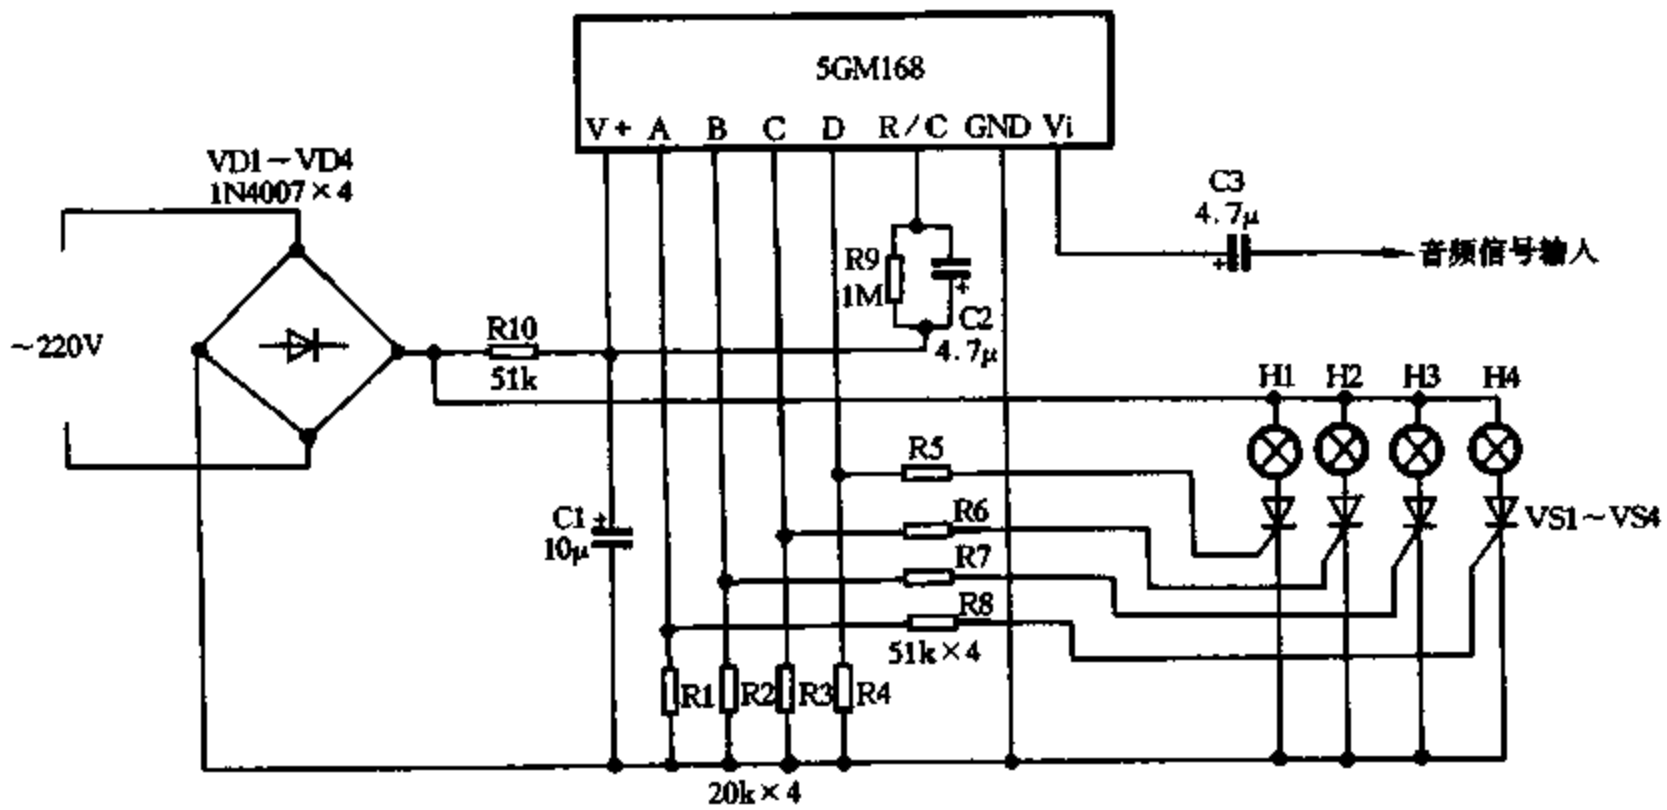 5GM168
V + A B C D R / C GND Vi
VD1~VD4
1N4007×4
~220V
R10
51k
R9
1M
C2
4.7μ
C3
4.7μ
音频信号输入
H1 H2 H3 H4
VS1~VS4
C1
+
10μ
R5
R6
R7
R8
51k×4
R1 R2 R3 R4
20k×4